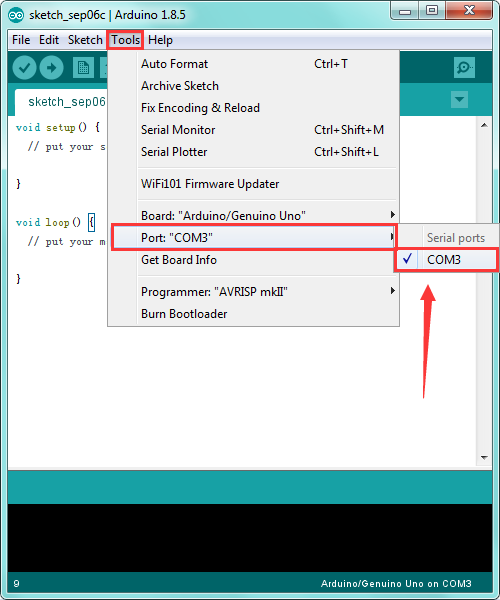 sketch_sep06c | Arduino 1.8.5
File Edit Sketch Tools Help
sketch_sep06
void setup() {
// put your s
}
void loop() {
// put your m
}
Auto Format Ctrl+T
Archive Sketch
Fix Encoding & Reload
Serial Monitor Ctrl+Shift+M
Serial Plotter Ctrl+Shift+L
WiFi101 Firmware Updater
Board: "Arduino/Genuino Uno"
Port: "COM3"
Get Board Info
Programmer: "AVRISP mkII"
Burn Bootloader
Serial ports
COM3
9 Arduino/Genuino Uno on COM3